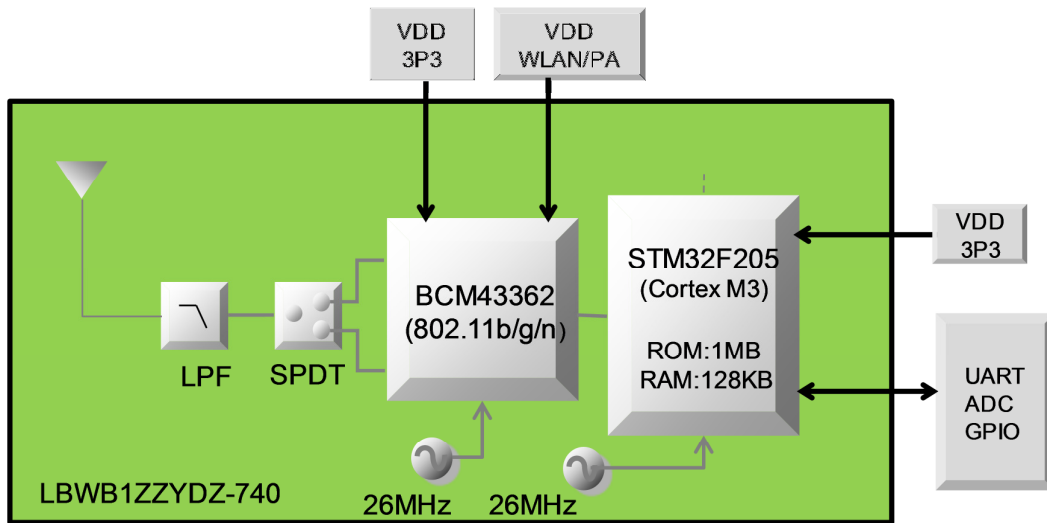 VDD
3P3
VDD
WLAN/PA
STM32F205
(Cortex M3)
ROM:1MB
RAM:128KB
VDD
3P3
BCM43362
(802.11b/g/n)
LPF
SPDT
UART
ADC
GPIO
26MHz
26MHz
LBWB1ZZYDZ-740